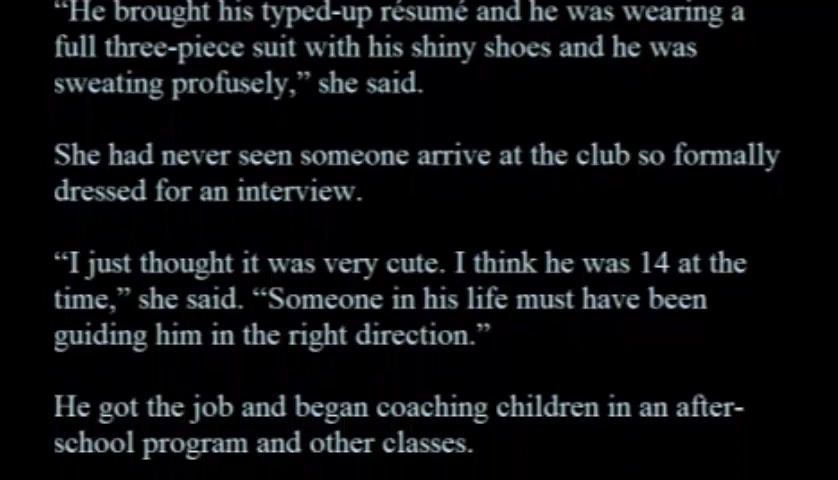 “He brought his typed-up résumé and he was wearing a
full three-piece suit with his shiny shoes and he was
sweating profusely,” she said.
She had never seen someone arrive at the club so formally
dressed for an interview.
“I just thought it was very cute. I think he was 14 at the
time,” she said. “Someone in his life must have been
guiding him in the right direction.”
He got the job and began coaching children in an after-
school program and other classes.